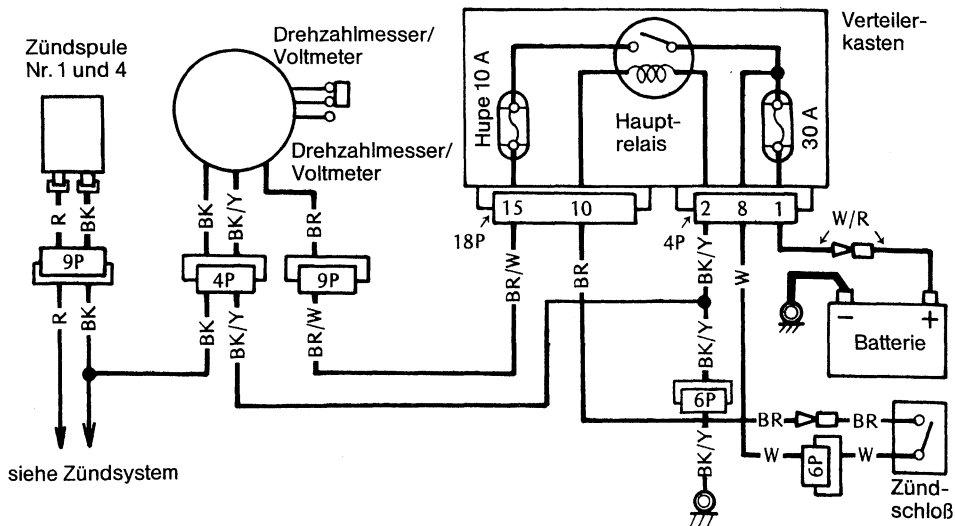 Zündspule
Nr. 1 und 4
Drehzahlmesser/
Voltmeter
Drehzahlmesser/
Voltmeter
Verteiler-
kasten
Hupe 10 A
Haupt-
relais
30 A
15
10
2
8
1
18P
4P
W/R
R
BK
BK
BK/Y
BR
9P
4P
9P
R
BK
BK
BK/Y
BR/W
BR/W
BR
BK/Y
W
BK/Y
6P
BK/Y
Batterie
BR
BR
W
6P
W
Zünd-
schloß
siehe Zündsystem
− +